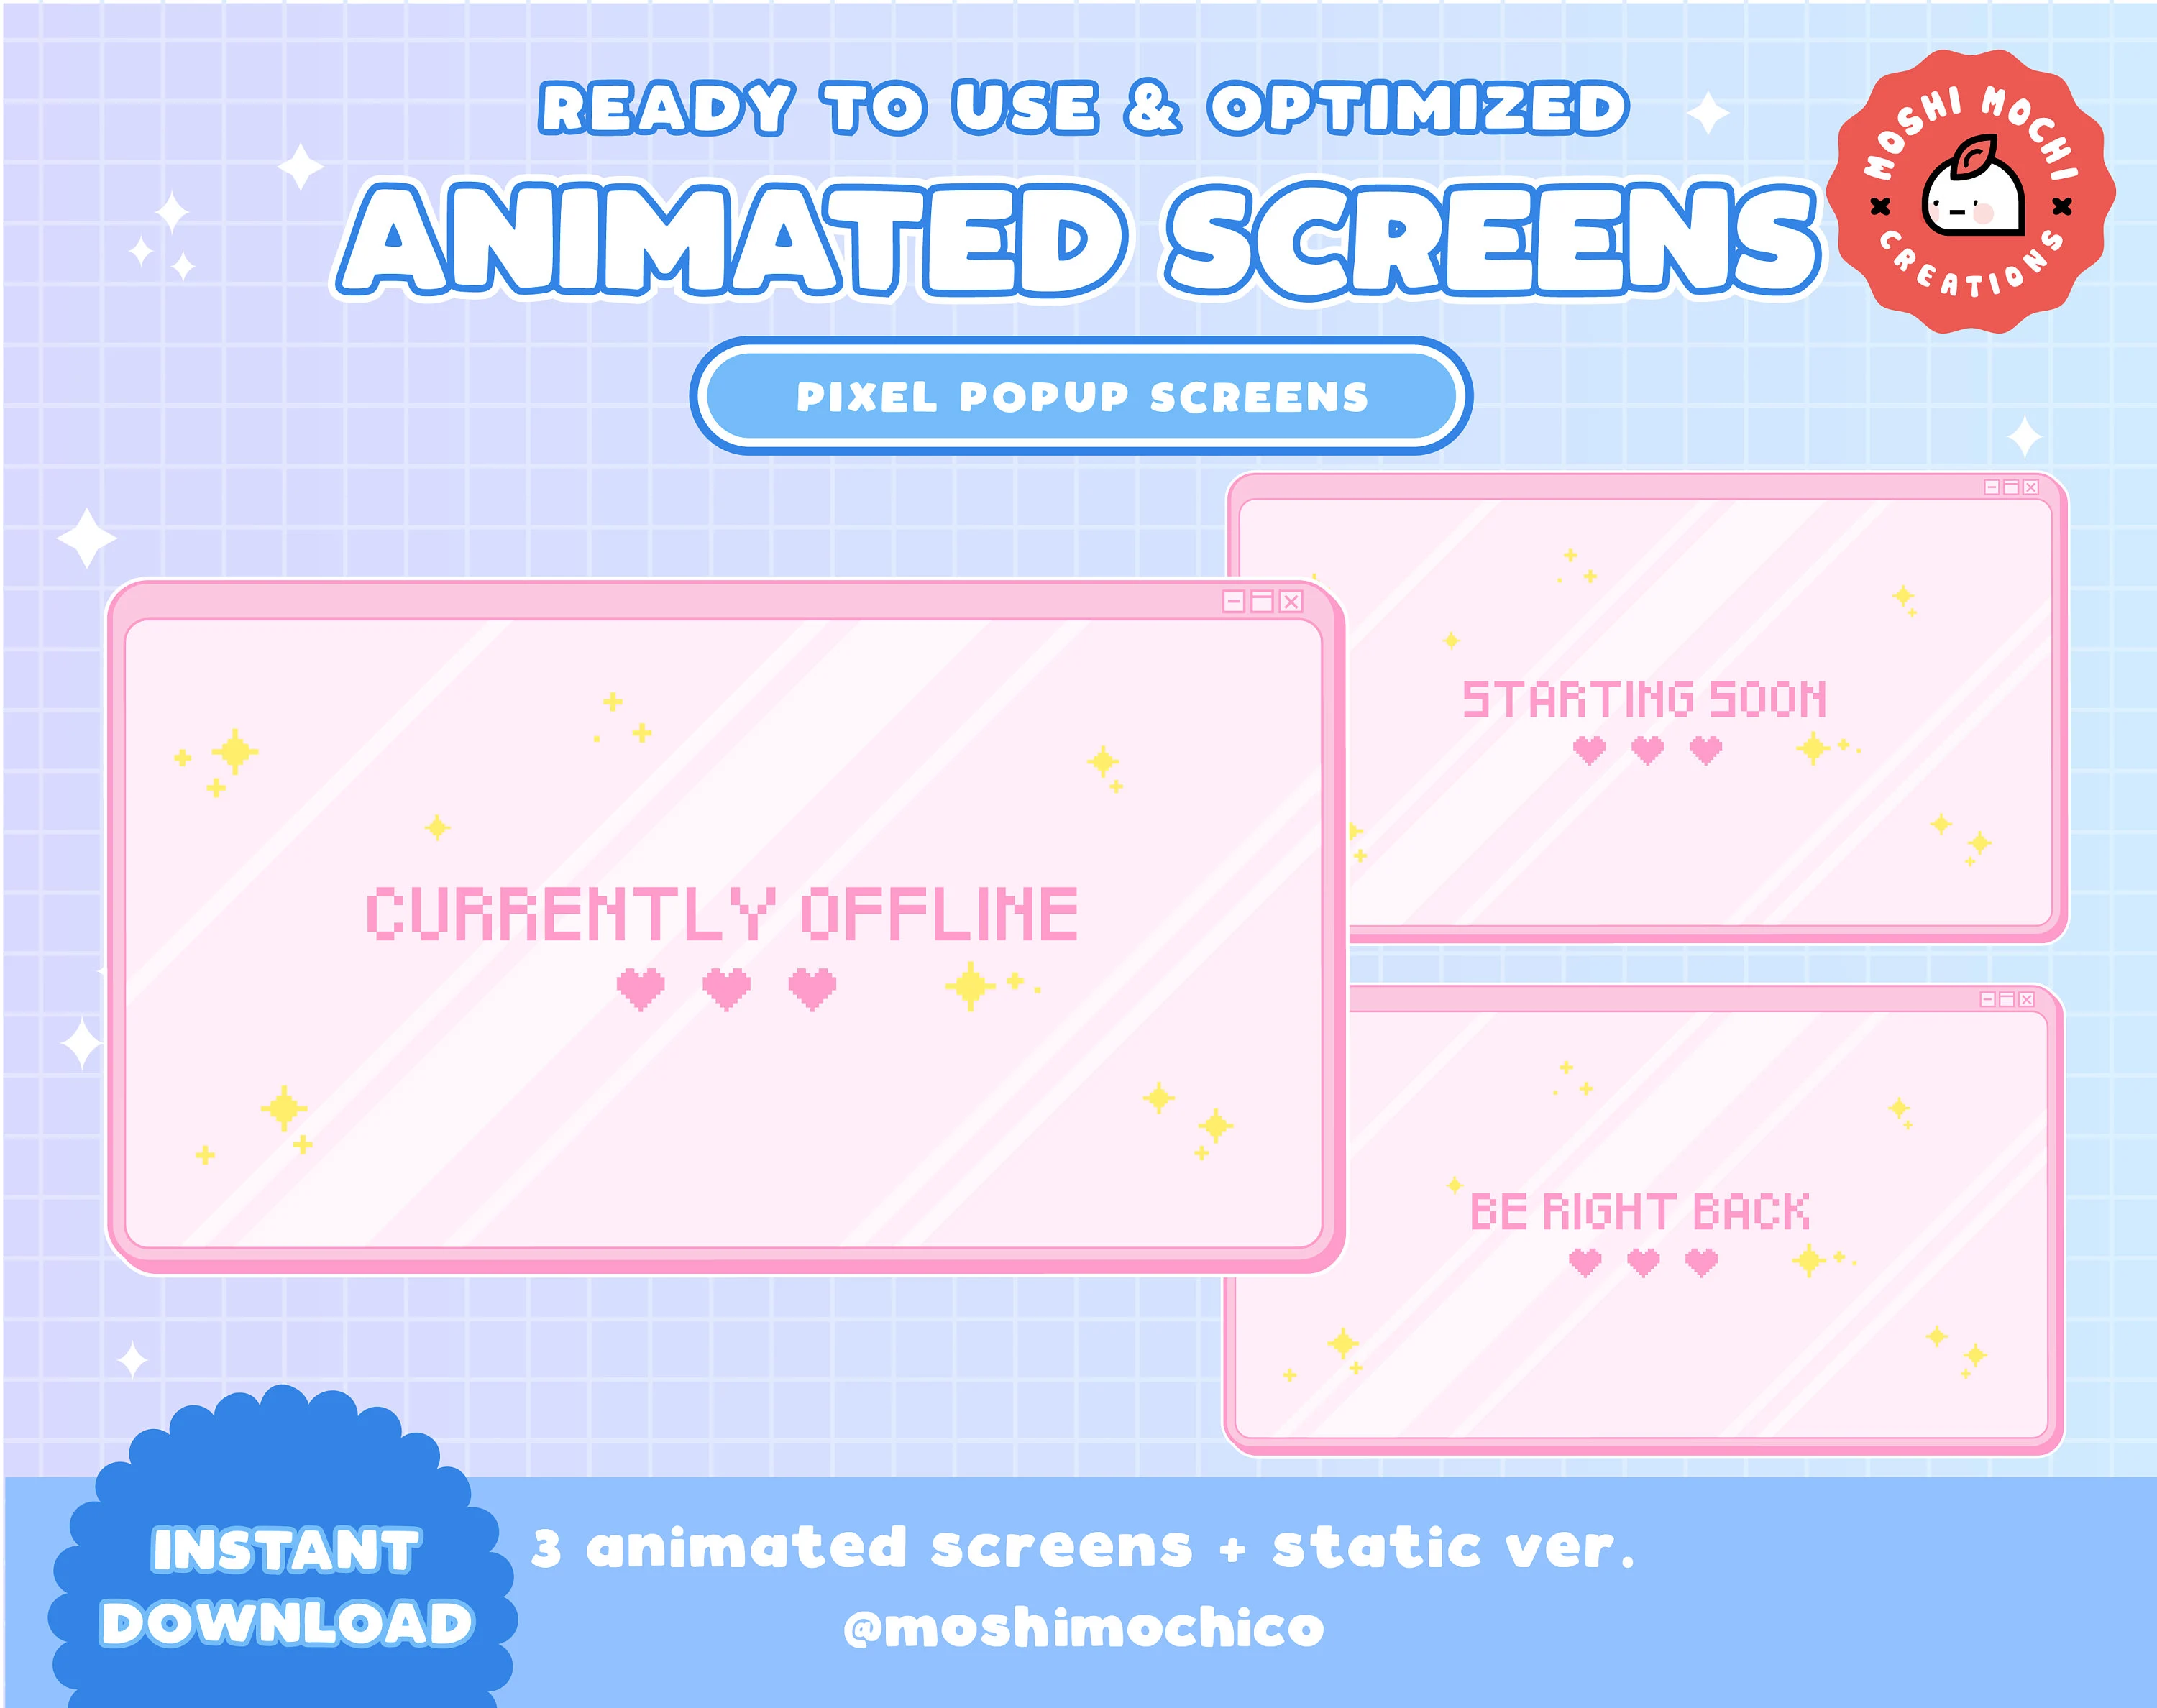 READY TO USE & OPTIMIZED
ANIMATED SCREENS
MOSHI MOCHI
CREATIONS
PIXEL POPUP SCREENS
STARTING SOON
CURRENTLY OFFLINE
BE RIGHT BACK
INSTANT
DOWNLOAD
3 animated screens + static ver.
@moshimochico